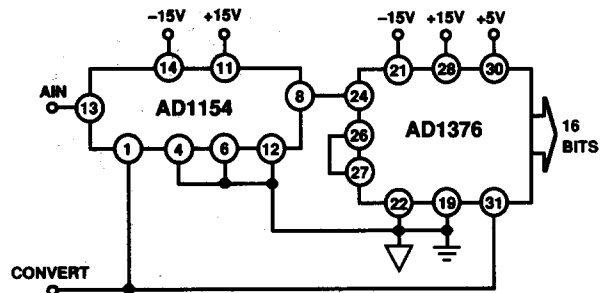 −15V +15V
−15V +15V +5V
14 11
21 28 30
AIN 13
AD1154
8 24
26
27
AD1376
16
BITS
1 4 6 12
22 19 31
CONVERT